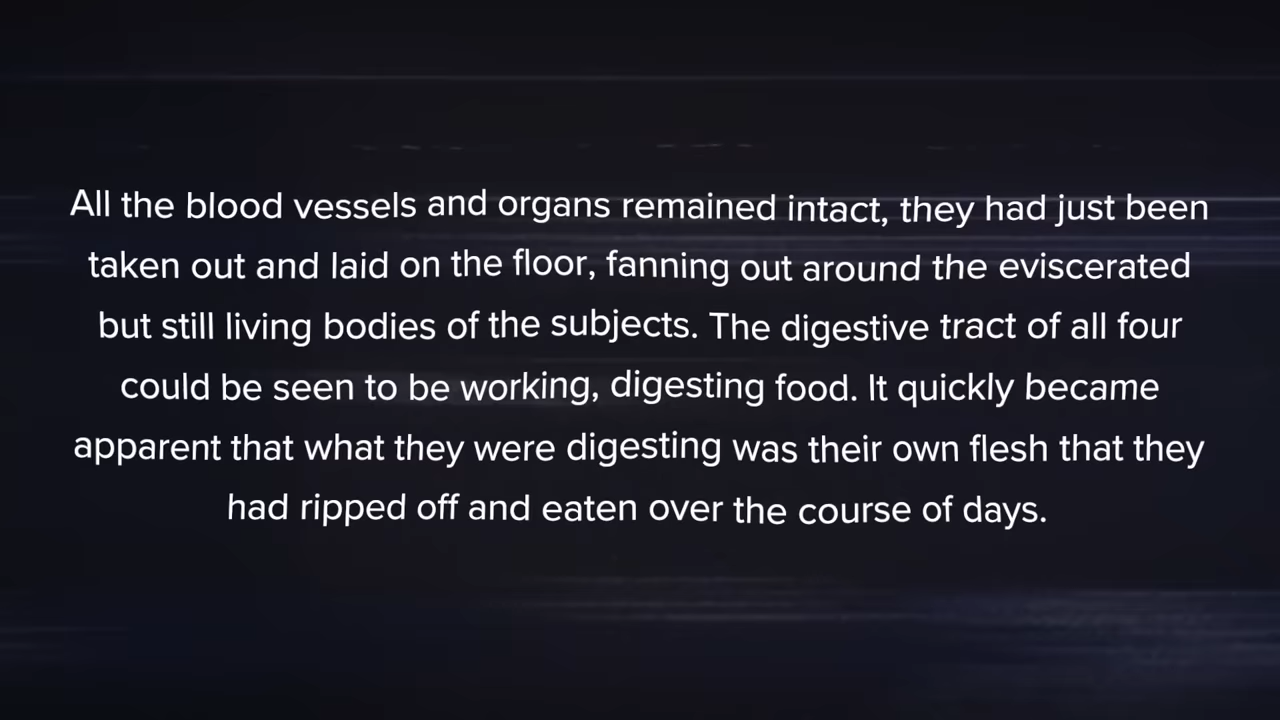 All the blood vessels and organs remained intact, they had just been
taken out and laid on the floor, fanning out around the eviscerated
but still living bodies of the subjects. The digestive tract of all four
could be seen to be working, digesting food. It quickly became
apparent that what they were digesting was their own flesh that they
had ripped off and eaten over the course of days.